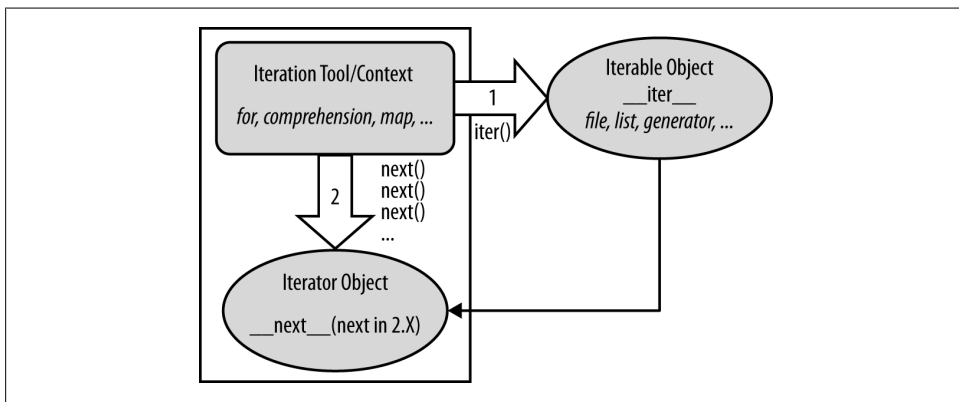 Iteration Tool/Context
for, comprehension, map, ...
1
iter()
Iterable Object
__iter__
file, list, generator, ...
2
next()
next()
next()
...
Iterator Object
__next__(next in 2.X)